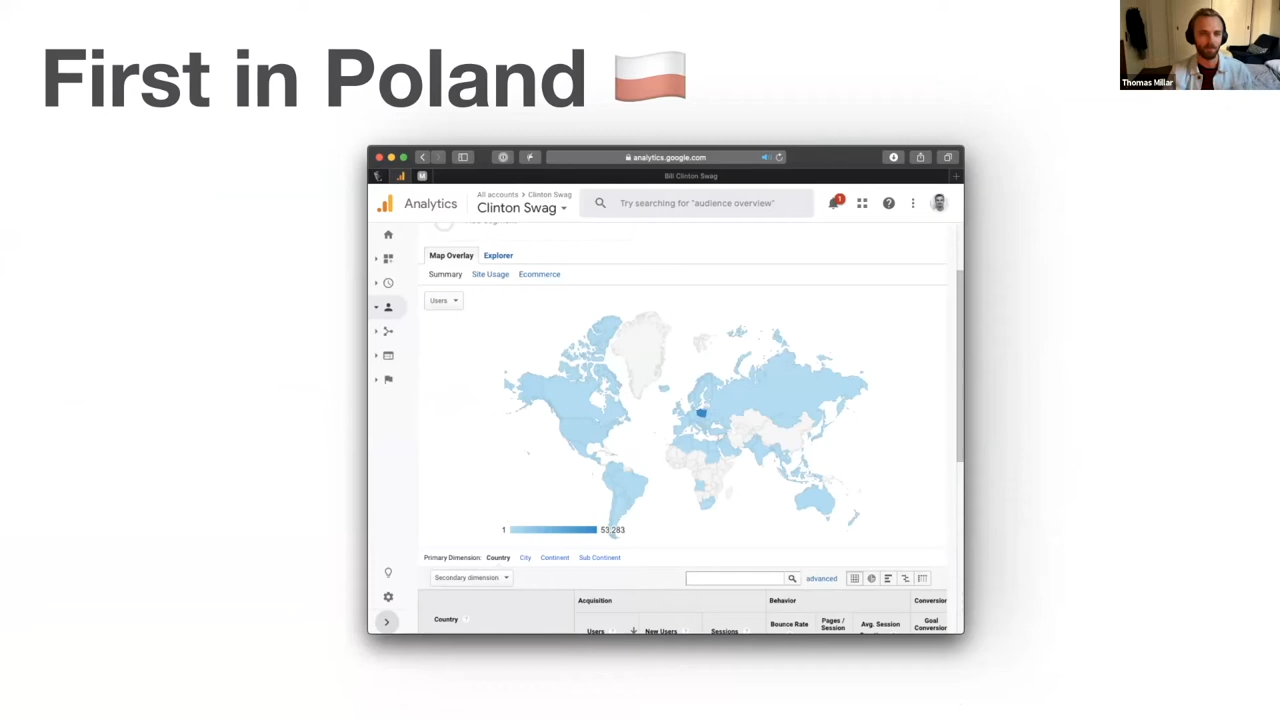 First in Poland
Thomas Millar
analytics.google.com
Bill Clinton Swag
Analytics
All accounts > Clinton Swag
Clinton Swag
Try searching for "audience overview"
1
Map Overlay
Explorer
Summary
Site Usage
Ecommerce
Users
1
53,283
Primary Dimension: Country City Continent Sub Continent
Secondary dimension
advanced
Country
Acquisition
Behavior
Conversion
Users
New Users
Sessions
Bounce Rate
Pages /
Session
Avg. Session
Goal
Conversion